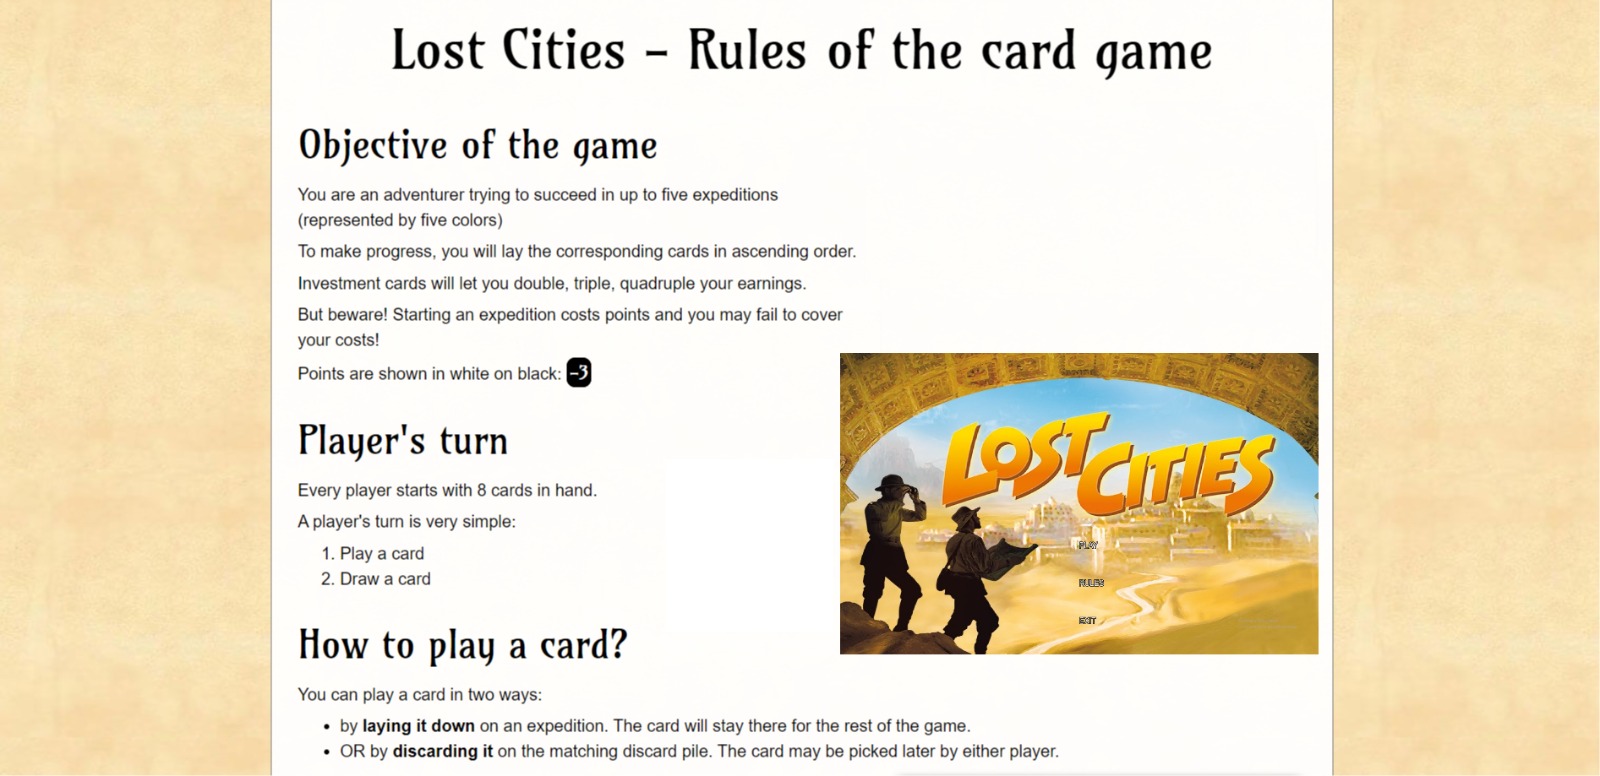 Lost Cities – Rules of the card game
Objective of the game
You are an adventurer trying to succeed in up to five expeditions
(represented by five colors)
To make progress, you will lay the corresponding cards in ascending order.
Investment cards will let you double, triple, quadruple your earnings.
But beware! Starting an expedition costs points and you may fail to cover
your costs!
Points are shown in white on black: -3
Player's turn
Every player starts with 8 cards in hand.
A player's turn is very simple:
1. Play a card
2. Draw a card
LOST CITIES
PLAY
RULES
EXIT
How to play a card?
You can play a card in two ways:
• by laying it down on an expedition. The card will stay there for the rest of the game.
• OR by discarding it on the matching discard pile. The card may be picked later by either player.